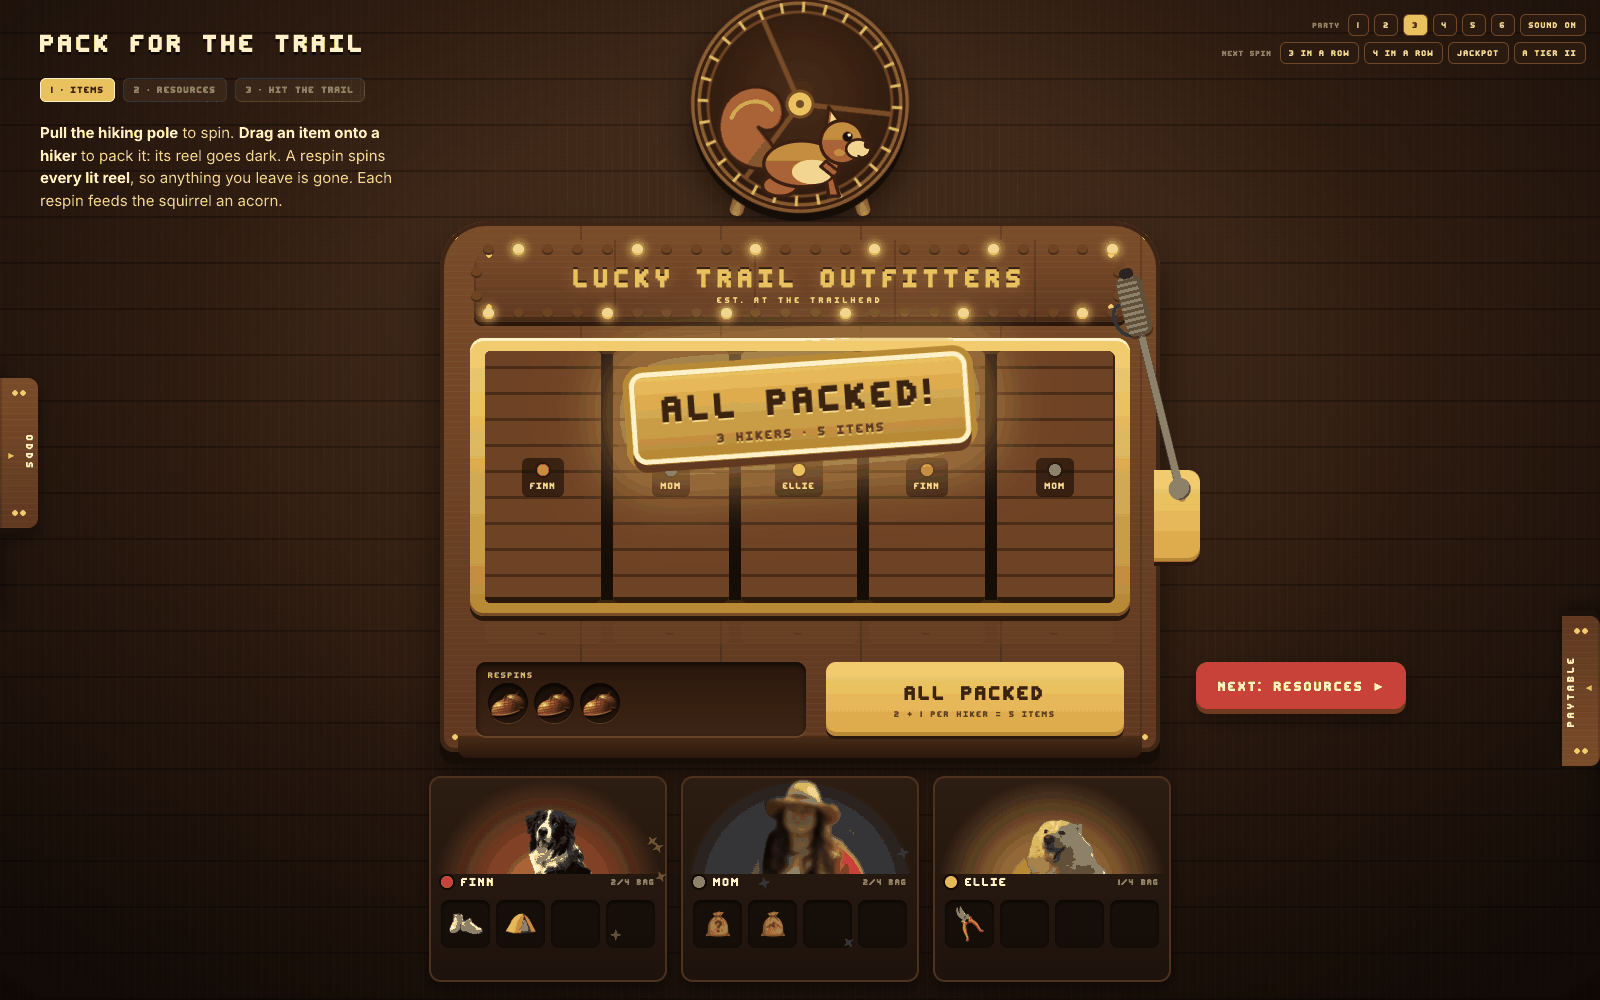 PACK FOR THE TRAIL
1 · ITEMS
2 · RESOURCES
3 · HIT THE TRAIL
Pull the hiking pole to spin. Drag an item onto a
hiker to pack it: its reel goes dark. A respin spins
every lit reel, so anything you leave is gone. Each
respin feeds the squirrel an acorn.
PARTY 1 2 3 4 5 6 SOUND ON
NEXT SPIN 3 IN A ROW 4 IN A ROW JACKPOT A TIER II
LUCKY TRAIL OUTFITTERS
EST. AT THE TRAILHEAD
ALL PACKED!
3 HIKERS · 5 ITEMS
FINN MOM ELLIE FINN MOM
ODDS
RESPINS
ALL PACKED
2 + 1 PER HIKER = 5 ITEMS
NEXT: RESOURCES ▶
PAYTABLE
FINN 2/4 BAG
MOM 2/4 BAG
ELLIE 1/4 BAG